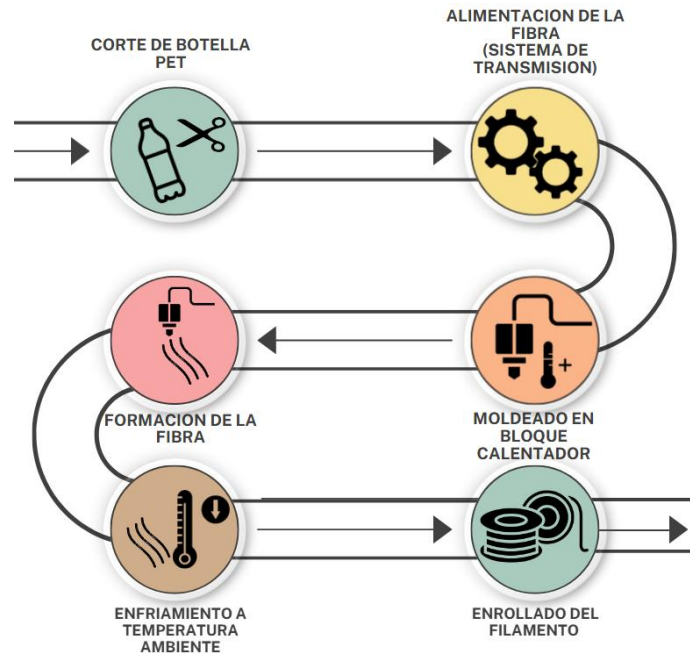 CORTE DE BOTELLA
PET
ALIMENTACION DE LA
FIBRA
(SISTEMA DE
TRANSMISION)
MOLDEADO EN
BLOQUE
CALENTADOR
FORMACION DE LA
FIBRA
ENFRIAMIENTO A
TEMPERATURA
AMBIENTE
ENROLLADO DEL
FILAMENTO